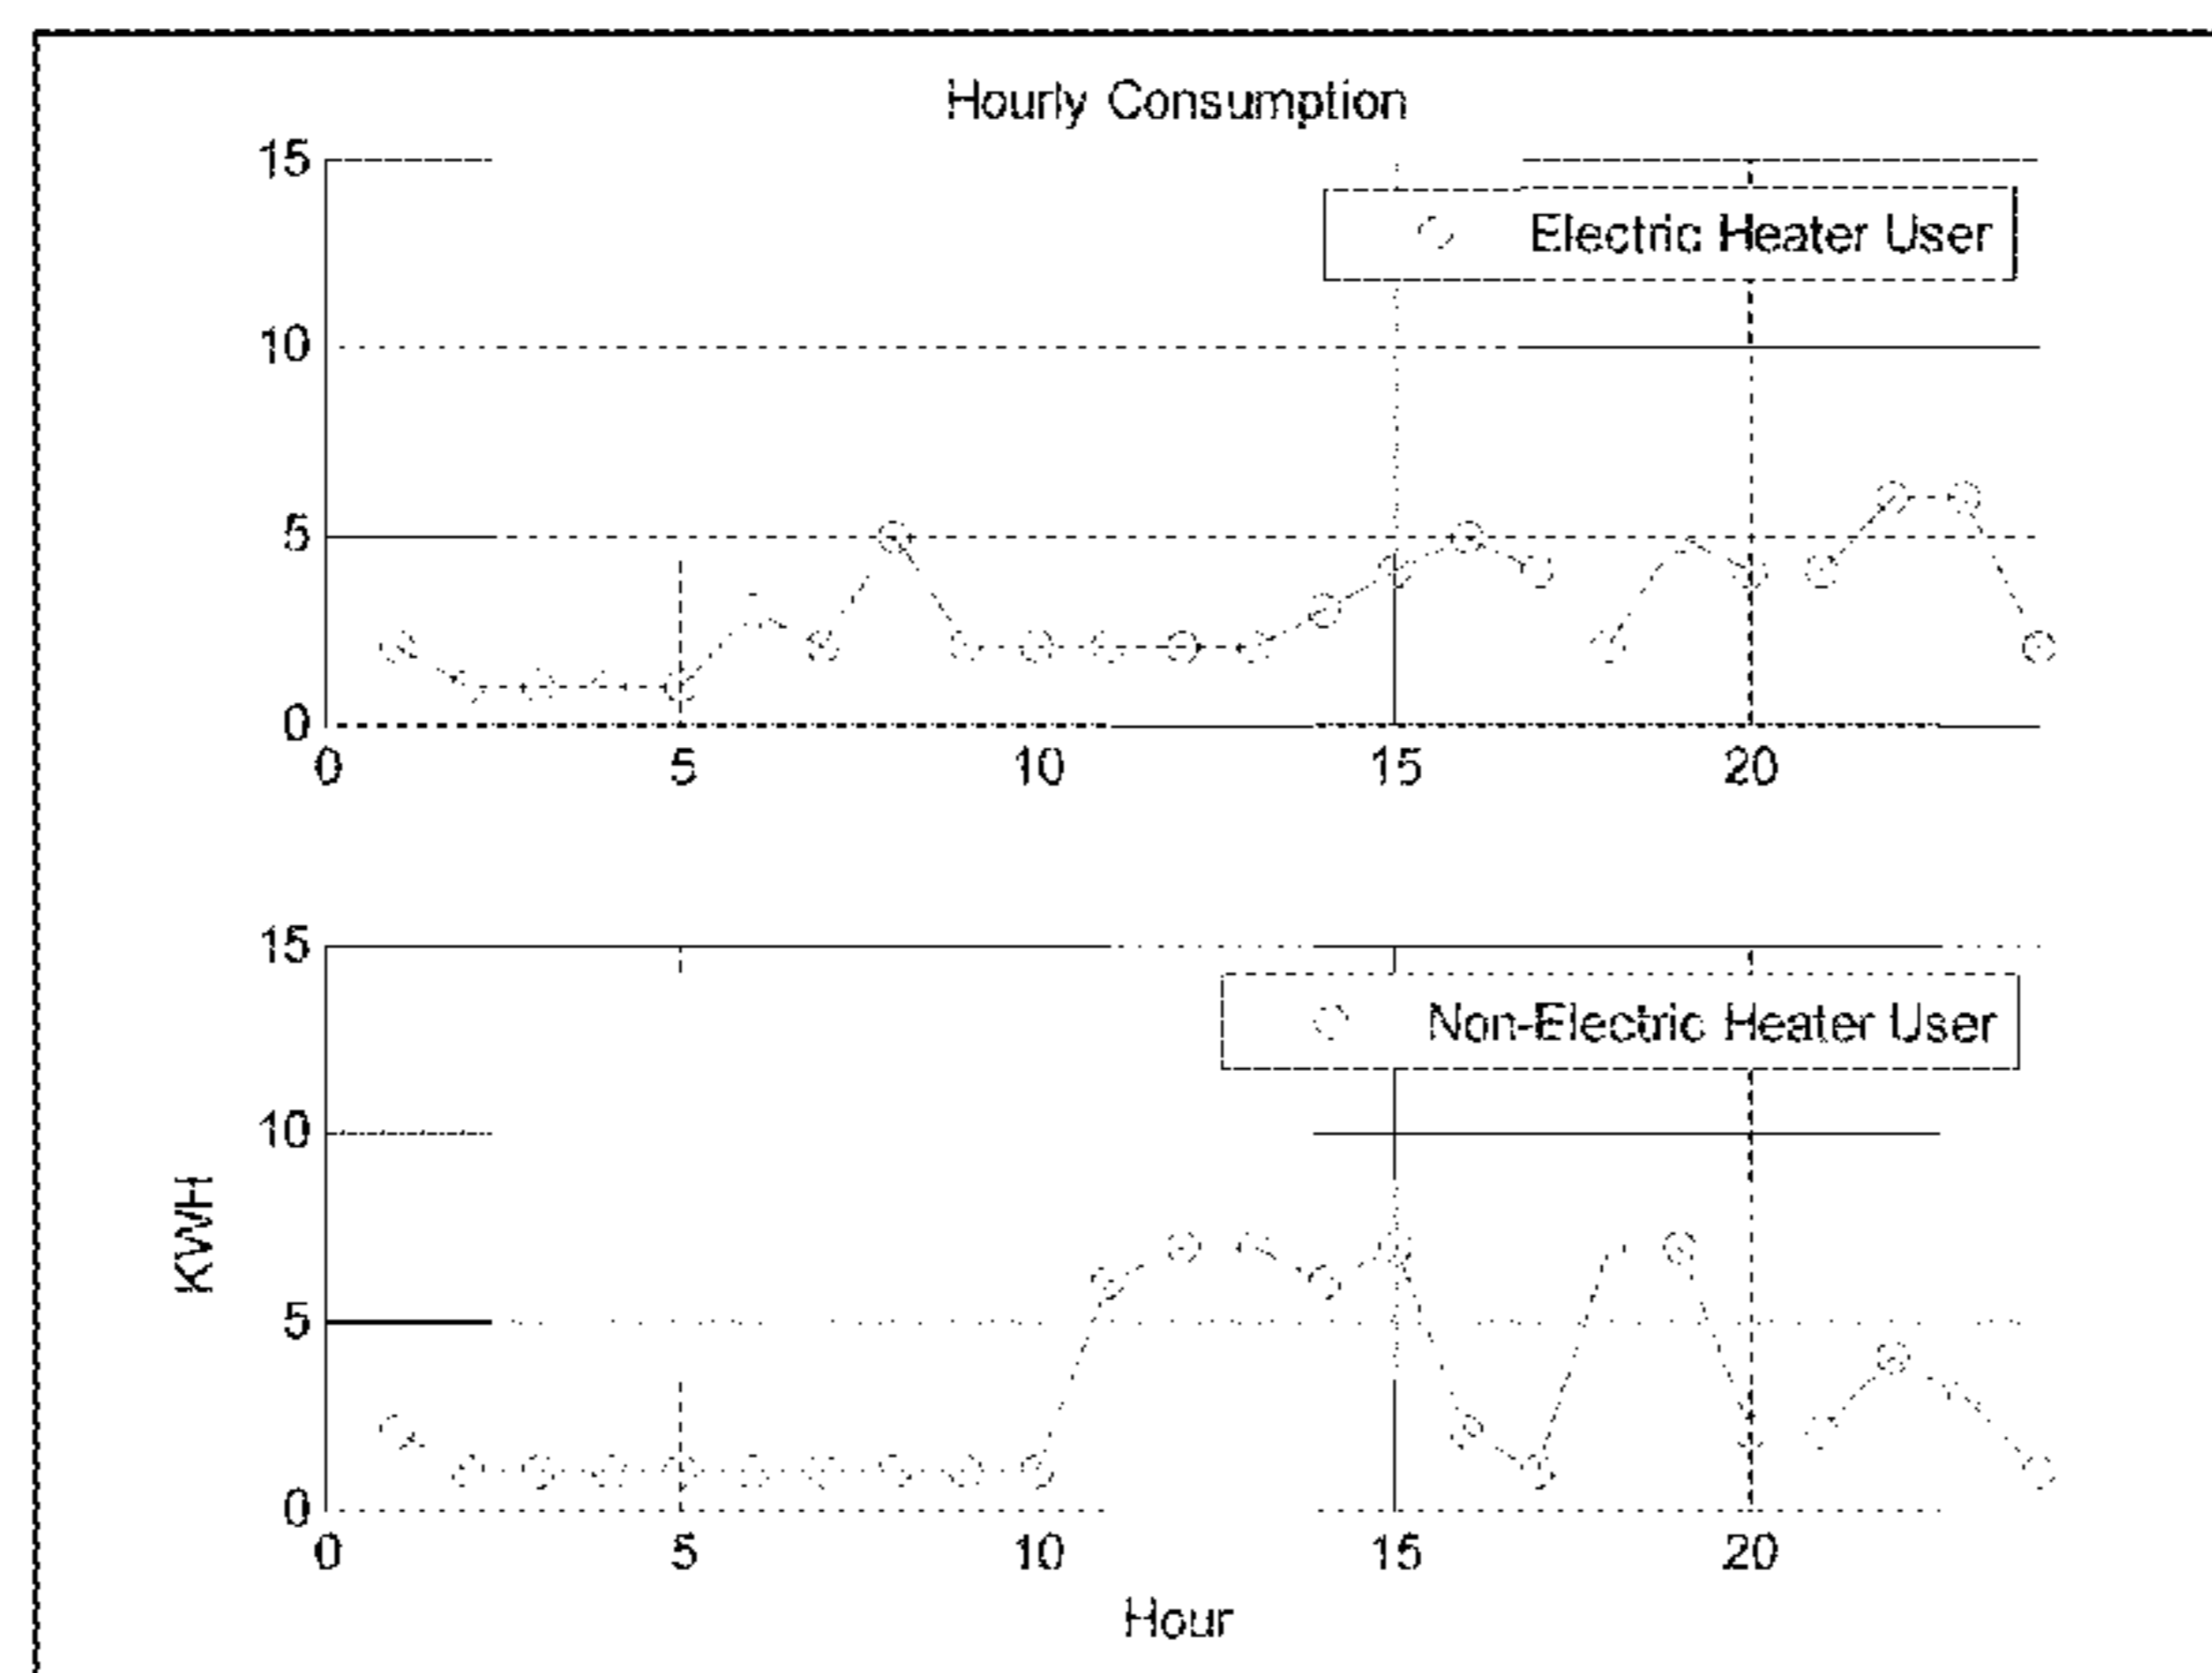 Hourly Consumption
15
Electric Heater User
10
5
0
0 5 10 15 20
15
Non-Electric Heater User
10
KWH
5
0
0 5 10 15 20
Hour